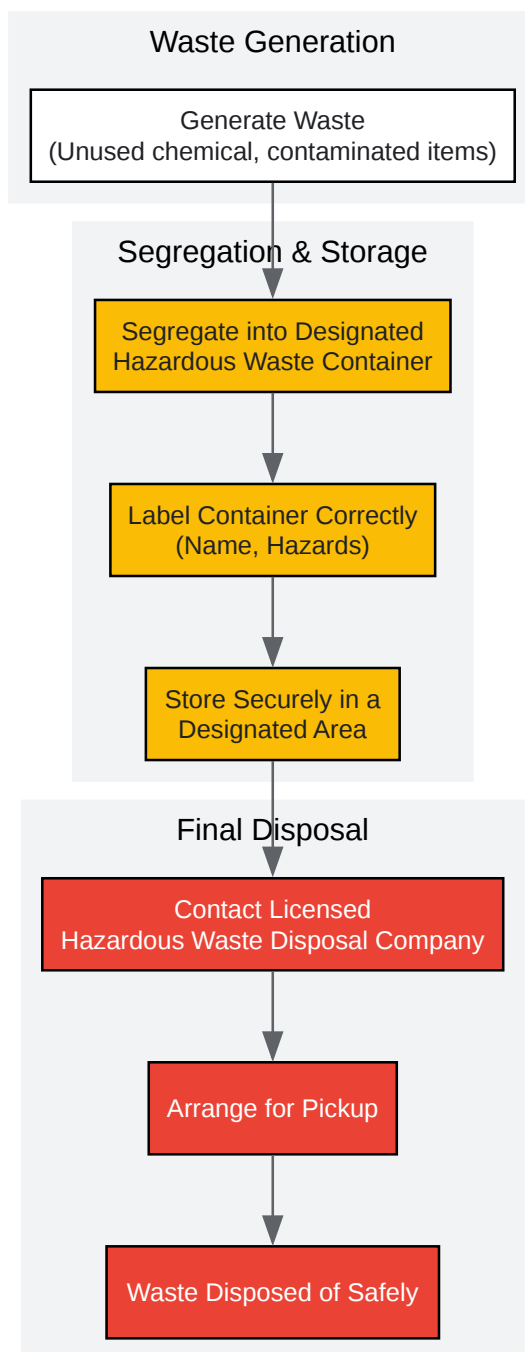 Waste Generation
Generate Waste
(Unused chemical, contaminated items)
Segregation & Storage
Segregate into Designated
Hazardous Waste Container
Label Container Correctly
(Name, Hazards)
Store Securely in a
Designated Area
Final Disposal
Contact Licensed
Hazardous Waste Disposal Company
Arrange for Pickup
Waste Disposed of Safely